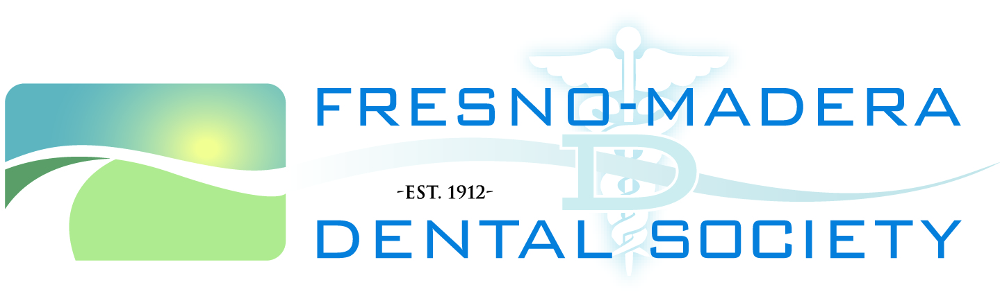 FRESNO-MADERA
D
-EST. 1912-
DENTAL SOCIETY